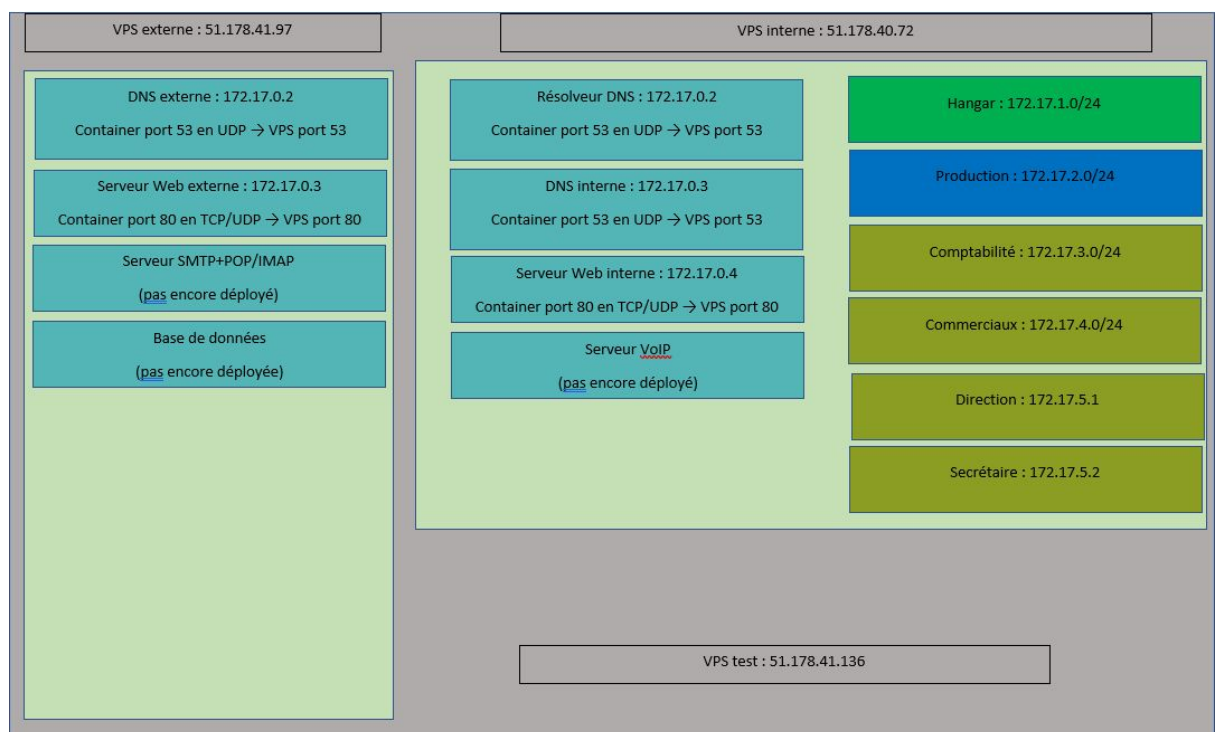 VPS externe : 51.178.41.97
DNS externe : 172.17.0.2
Container port 53 en UDP → VPS port 53
Serveur Web externe : 172.17.0.3
Container port 80 en TCP/UDP → VPS port 80
Serveur SMTP+POP/IMAP
(pas encore déployé)
Base de données
(pas encore déployée)
VPS interne : 51.178.40.72
Résolveur DNS : 172.17.0.2
Container port 53 en UDP → VPS port 53
DNS interne : 172.17.0.3
Container port 53 en UDP → VPS port 53
Serveur Web interne : 172.17.0.4
Container port 80 en TCP/UDP → VPS port 80
Serveur VoIP
(pas encore déployé)
Hangar : 172.17.1.0/24
Production : 172.17.2.0/24
Comptabilité : 172.17.3.0/24
Commerciaux : 172.17.4.0/24
Direction : 172.17.5.1
Secrétaire : 172.17.5.2
VPS test : 51.178.41.136